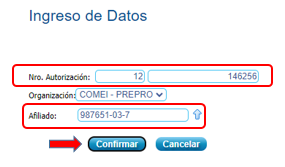 Ingreso de Datos
Nro. Autorización: 12 146256
Organización: COMEI - PREPRO
Afiliado: 987651-03-7
Confirmar Cancelar